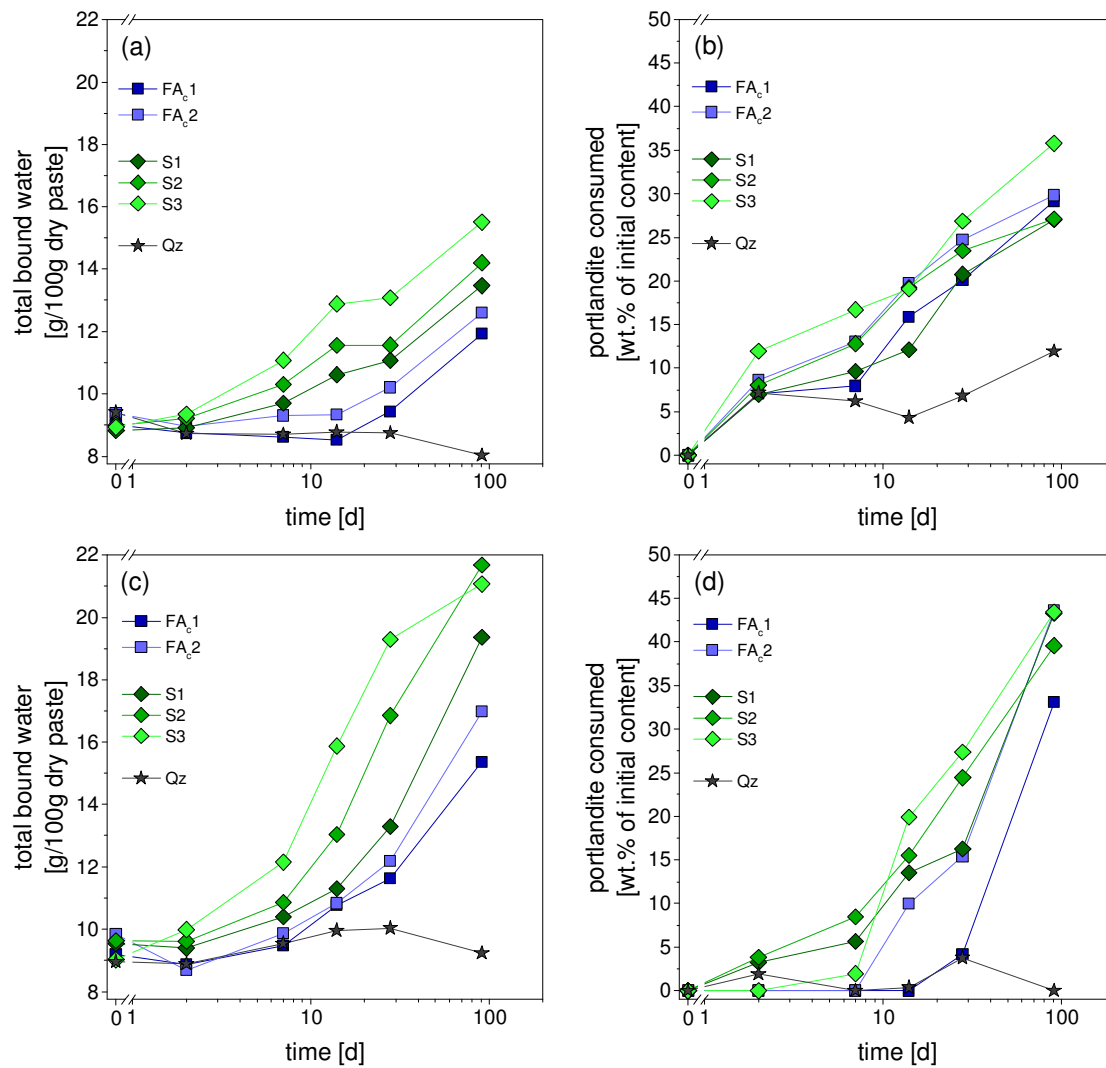 (a)
22
20
18
16
14
12
10
8
total bound water
[g/100g dry paste]
FAc1
FAc2
S1
S2
S3
Qz
0 1 10 100
time [d]
(b)
50
45
40
35
30
25
20
15
10
5
0
portlandite consumed
[wt.% of initial content]
FAc1
FAc2
S1
S2
S3
Qz
0 1 10 100
time [d]
(c)
22
20
18
16
14
12
10
8
total bound water
[g/100g dry paste]
FAc1
FAc2
S1
S2
S3
Qz
0 1 10 100
time [d]
(d)
50
45
40
35
30
25
20
15
10
5
0
portlandite consumed
[wt.% of initial content]
FAc1
FAc2
S1
S2
S3
Qz
0 1 10 100
time [d]